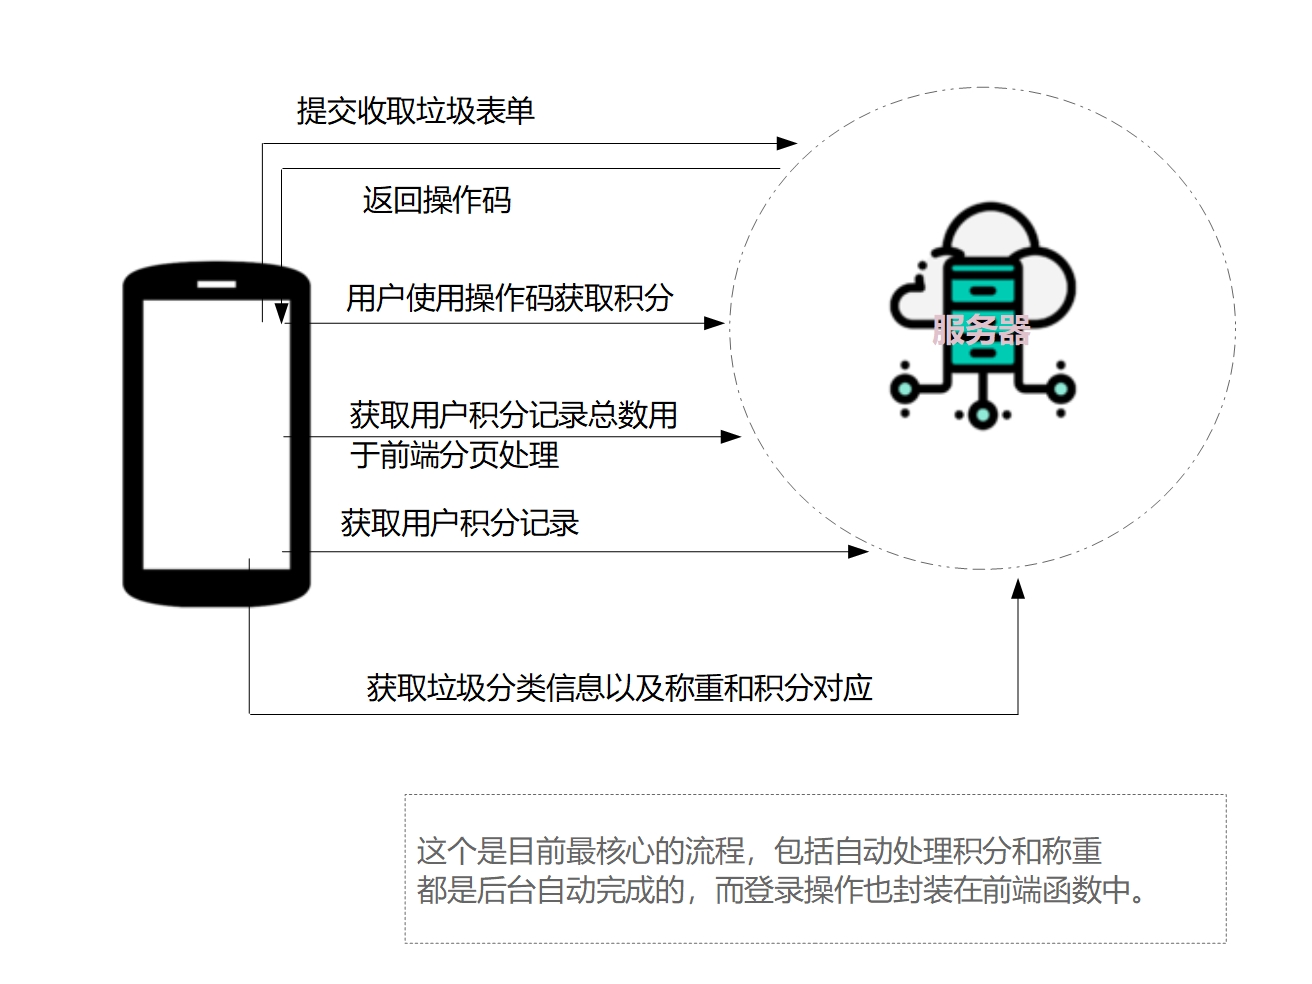 提交收取垃圾表单
返回操作码
用户使用操作码获取积分
服务器
获取用户积分记录总数用
于前端分页处理
获取用户积分记录
获取垃圾分类信息以及称重和积分对应
这个是目前最核心的流程，包括自动处理积分和称重
都是后台自动完成的，而登录操作也封装在前端函数中。